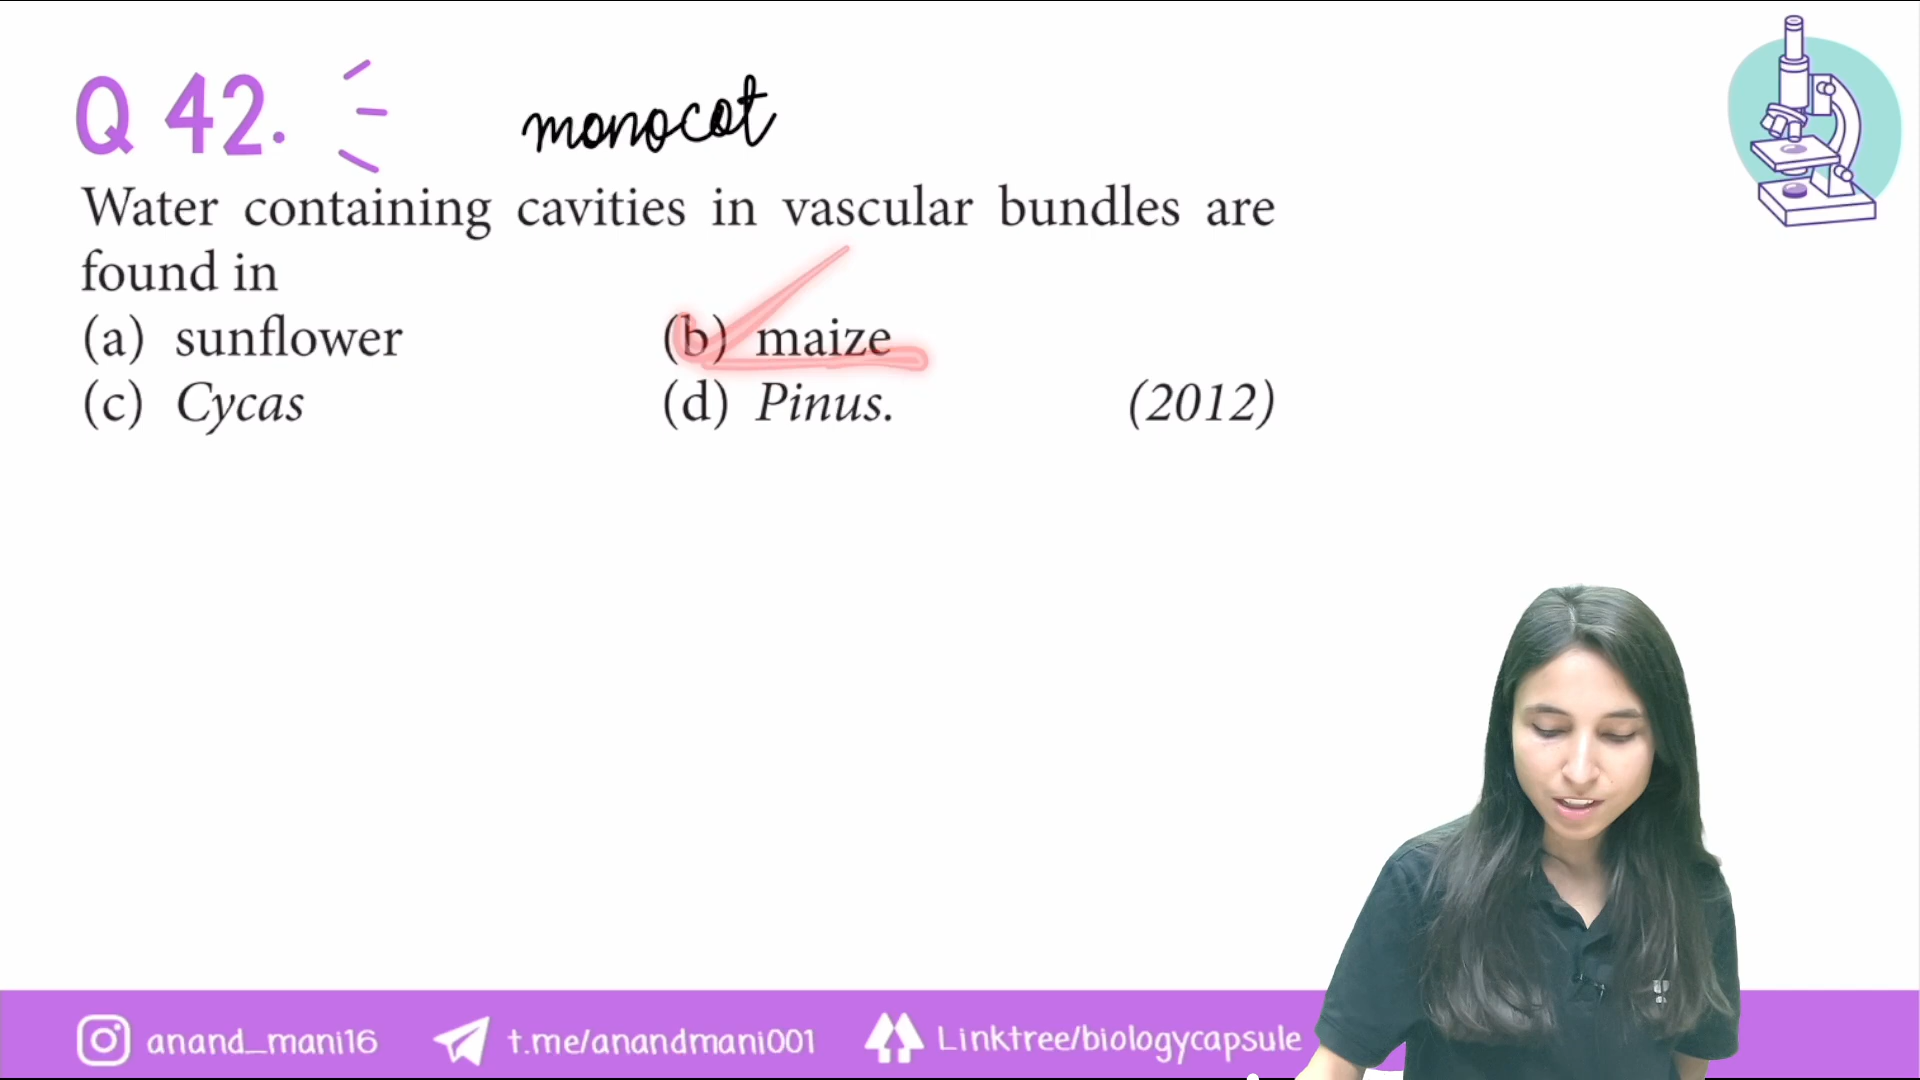 Q 42.
monocot
Water containing cavities in vascular bundles are
found in
(a) sunflower (b) maize
(c) Cycas (d) Pinus. (2012)
anand_mani16 t.me/anandmani001 Linktree/biologycapsule